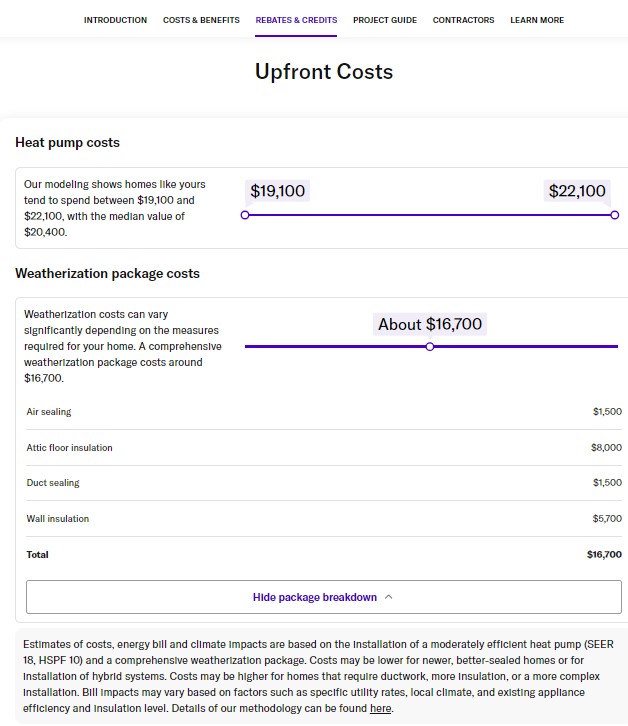 INTRODUCTION COSTS & BENEFITS REBATES & CREDITS PROJECT GUIDE CONTRACTORS LEARN MORE
Upfront Costs
Heat pump costs
Our modeling shows homes like yours
tend to spend between $19,100 and
$22,100, with the median value of
$20,400.
$19,100 $22,100
Weatherization package costs
Weatherization costs can vary
significantly depending on the measures
required for your home. A comprehensive
weatherization package costs around
$16,700.
About $16,700
Air sealing $1,500
Attic floor insulation $8,000
Duct sealing $1,500
Wall insulation $5,700
Total $16,700
Hide package breakdown
Estimates of costs, energy bill and climate impacts are based on the installation of a moderately efficient heat pump (SEER
18, HSPF 10) and a comprehensive weatherization package. Costs may be lower for newer, better-sealed homes or for
installation of hybrid systems. Costs may be higher for homes that require ductwork, more insulation, or a more complex
installation. Bill impacts may vary based on factors such as specific utility rates, local climate, and existing appliance
efficiency and insulation level. Details of our methodology can be found here.